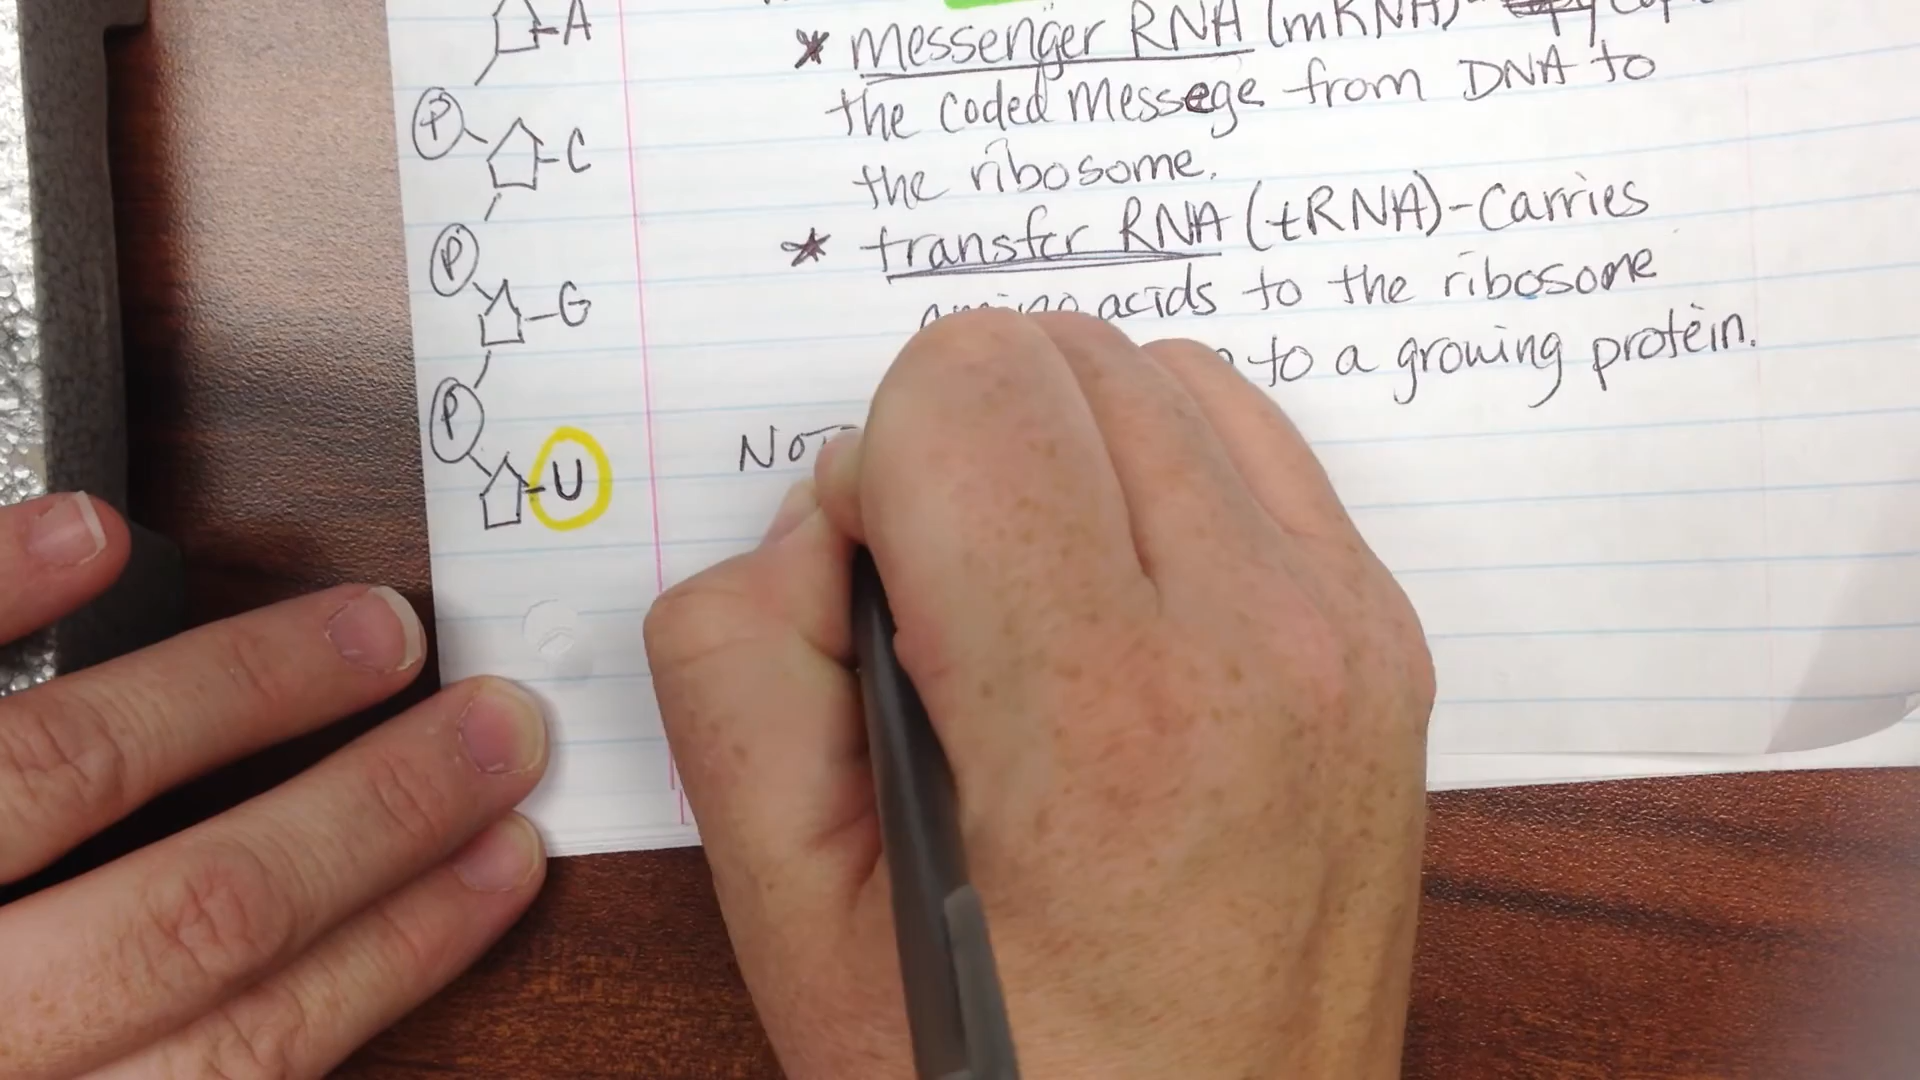 A
P
C
P
G
P
U
* messenger RNA (mRNA)-
the coded messege from DNA to
the ribosome.
* transfer RNA (tRNA)-Carries
amino acids to the ribosome
to a growing protein.